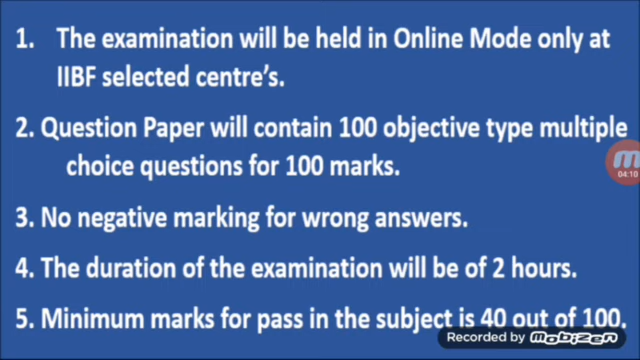 1. The examination will be held in Online Mode only at
IIBF selected centre's.
2. Question Paper will contain 100 objective type multiple
choice questions for 100 marks.
3. No negative marking for wrong answers.
4. The duration of the examination will be of 2 hours.
5. Minimum marks for pass in the subject is 40 out of 100.
m
04:10
Recorded by mobizen